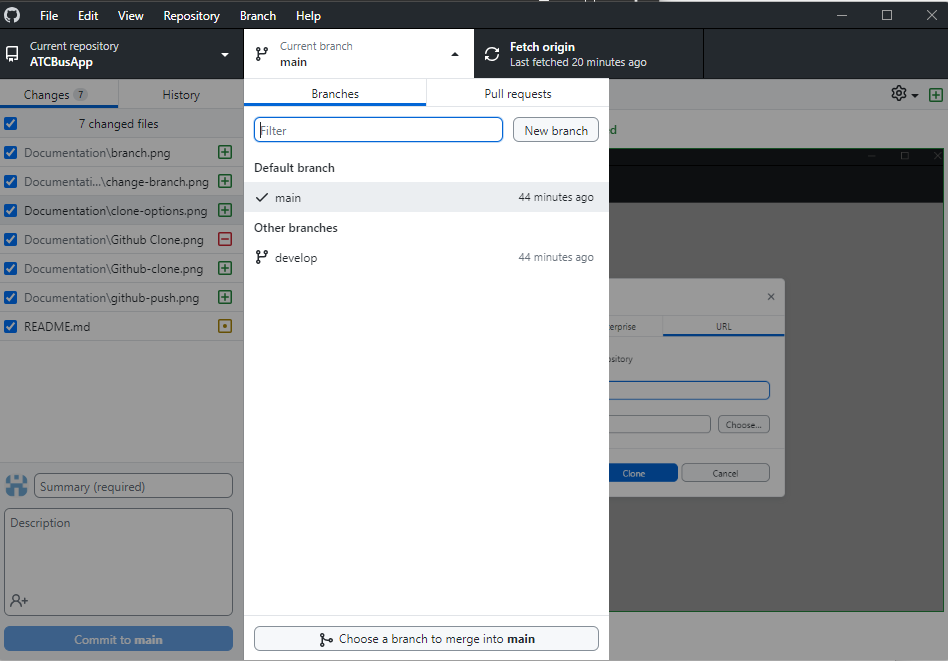 File Edit View Repository Branch Help
Current repository
ATCBusApp
Current branch
main
Fetch origin
Last fetched 20 minutes ago
Changes 7
History
7 changed files
Documentation\branch.png
Documentati...\change-branch.png
Documentation\clone-options.png
Documentation\Github Clone.png
Documentation\Github-clone.png
Documentation\github-push.png
README.md
Summary (required)
Description
Commit to main
Branches
Pull requests
Filter
New branch
Default branch
main 44 minutes ago
Other branches
develop 44 minutes ago
Choose a branch to merge into main
URL
Choose...
Clone
Cancel